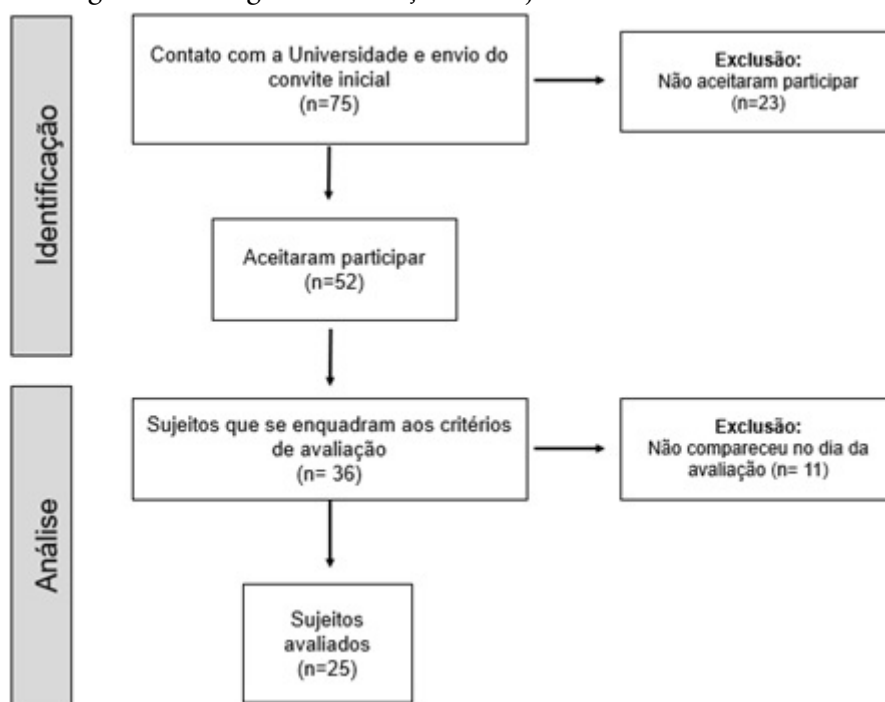 Identificação
Contato com a Universidade e envio do
convite inicial
(n=75)
Exclusão:
Não aceitaram participar
(n=23)
Aceitaram participar
(n=52)
Análise
Sujeitos que se enquadram aos critérios
de avaliação
(n= 36)
Exclusão:
Não compareceu no dia da
avaliação (n= 11)
Sujeitos
avaliados
(n=25)